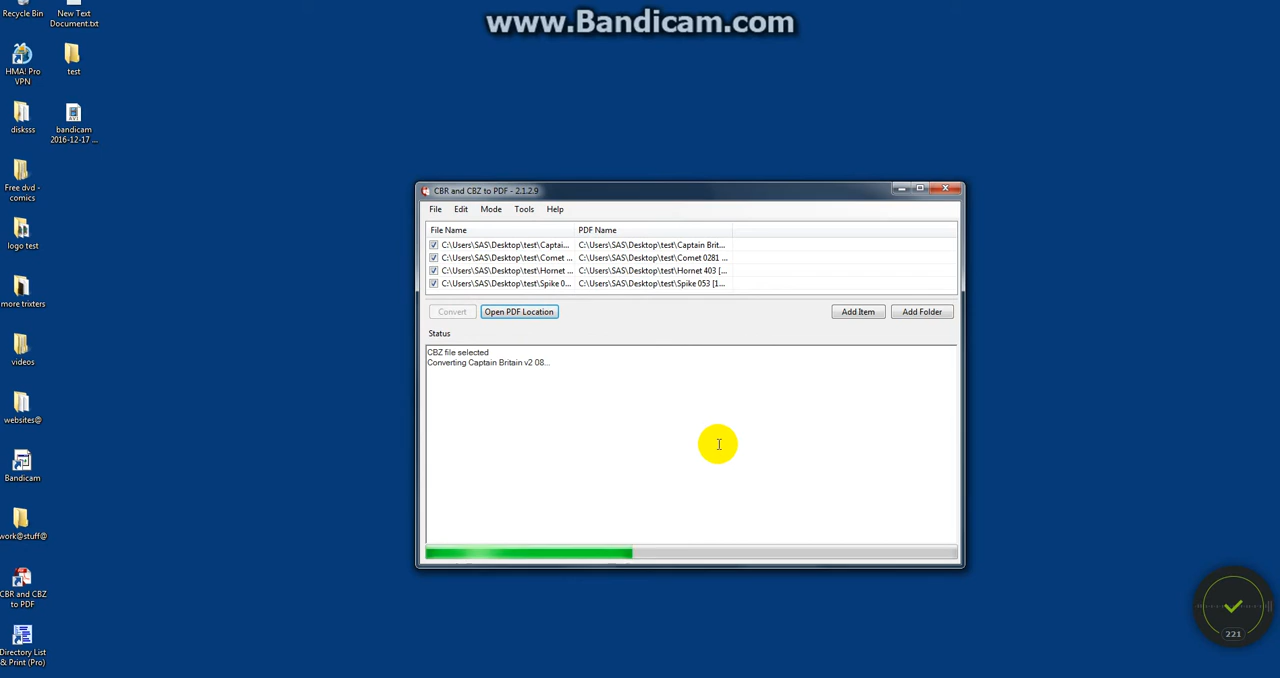 www.Bandicam.com
Recycle Bin
New Text
Document.txt
HMA! Pro
VPN
test
disksss
bandicam
2016-12-17 ...
Free dvd -
comics
logo test
more trixters
videos
websites@
Bandicam
work@stuff@
CBR and CBZ
to PDF
Directory List
& Print (Pro)
CBR and CBZ to PDF - 2.1.2.9
File Edit Mode Tools Help
File Name PDF Name
C:\Users\SAS\Desktop\test\Captai... C:\Users\SAS\Desktop\test\Captain Brit...
C:\Users\SAS\Desktop\test\Comet ... C:\Users\SAS\Desktop\test\Comet 0281 ...
C:\Users\SAS\Desktop\test\Hornet ... C:\Users\SAS\Desktop\test\Hornet 403 [...
C:\Users\SAS\Desktop\test\Spike 0... C:\Users\SAS\Desktop\test\Spike 053 [1...
Convert Open PDF Location Add Item Add Folder
Status
CBZ file selected
Converting Captain Britain v2 08...
221